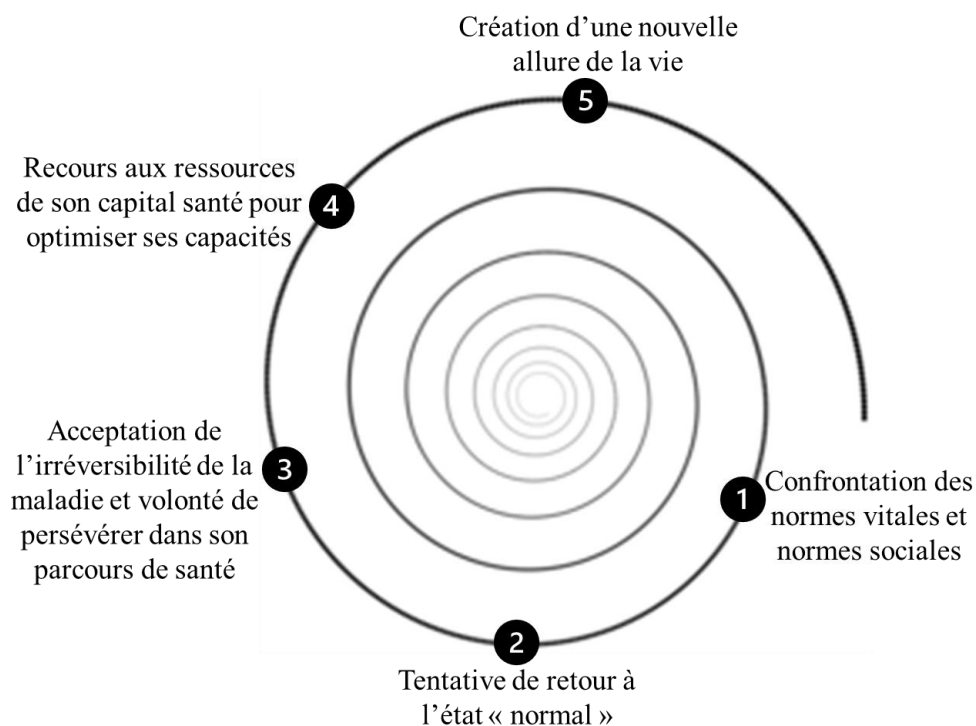 Création d'une nouvelle
allure de la vie
5
Recours aux ressources
de son capital santé pour
optimiser ses capacités
4
Acceptation de
l'irréversibilité de la
maladie et volonté de
persévérer dans son
parcours de santé
3
1
Confrontation des
normes vitales et
normes sociales
2
Tentative de retour à
l'état « normal »